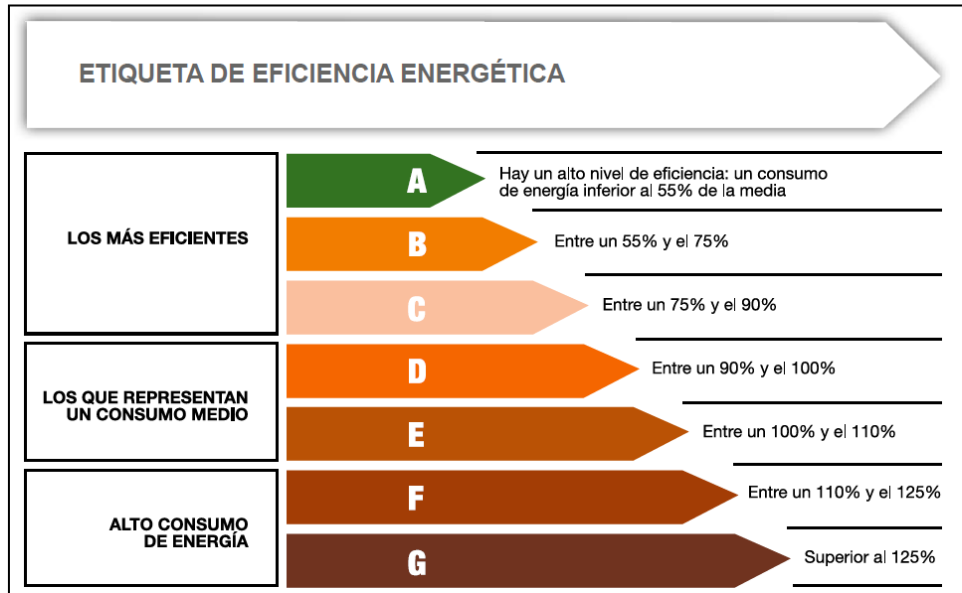 ETIQUETA DE EFICIENCIA ENERGÉTICA
LOS MÁS EFICIENTES
A
Hay un alto nivel de eficiencia: un consumo
de energía inferior al 55% de la media
B
Entre un 55% y el 75%
C
Entre un 75% y el 90%
LOS QUE REPRESENTAN
UN CONSUMO MEDIO
D
Entre un 90% y el 100%
E
Entre un 100% y el 110%
ALTO CONSUMO
DE ENERGÍA
F
Entre un 110% y el 125%
G
Superior al 125%